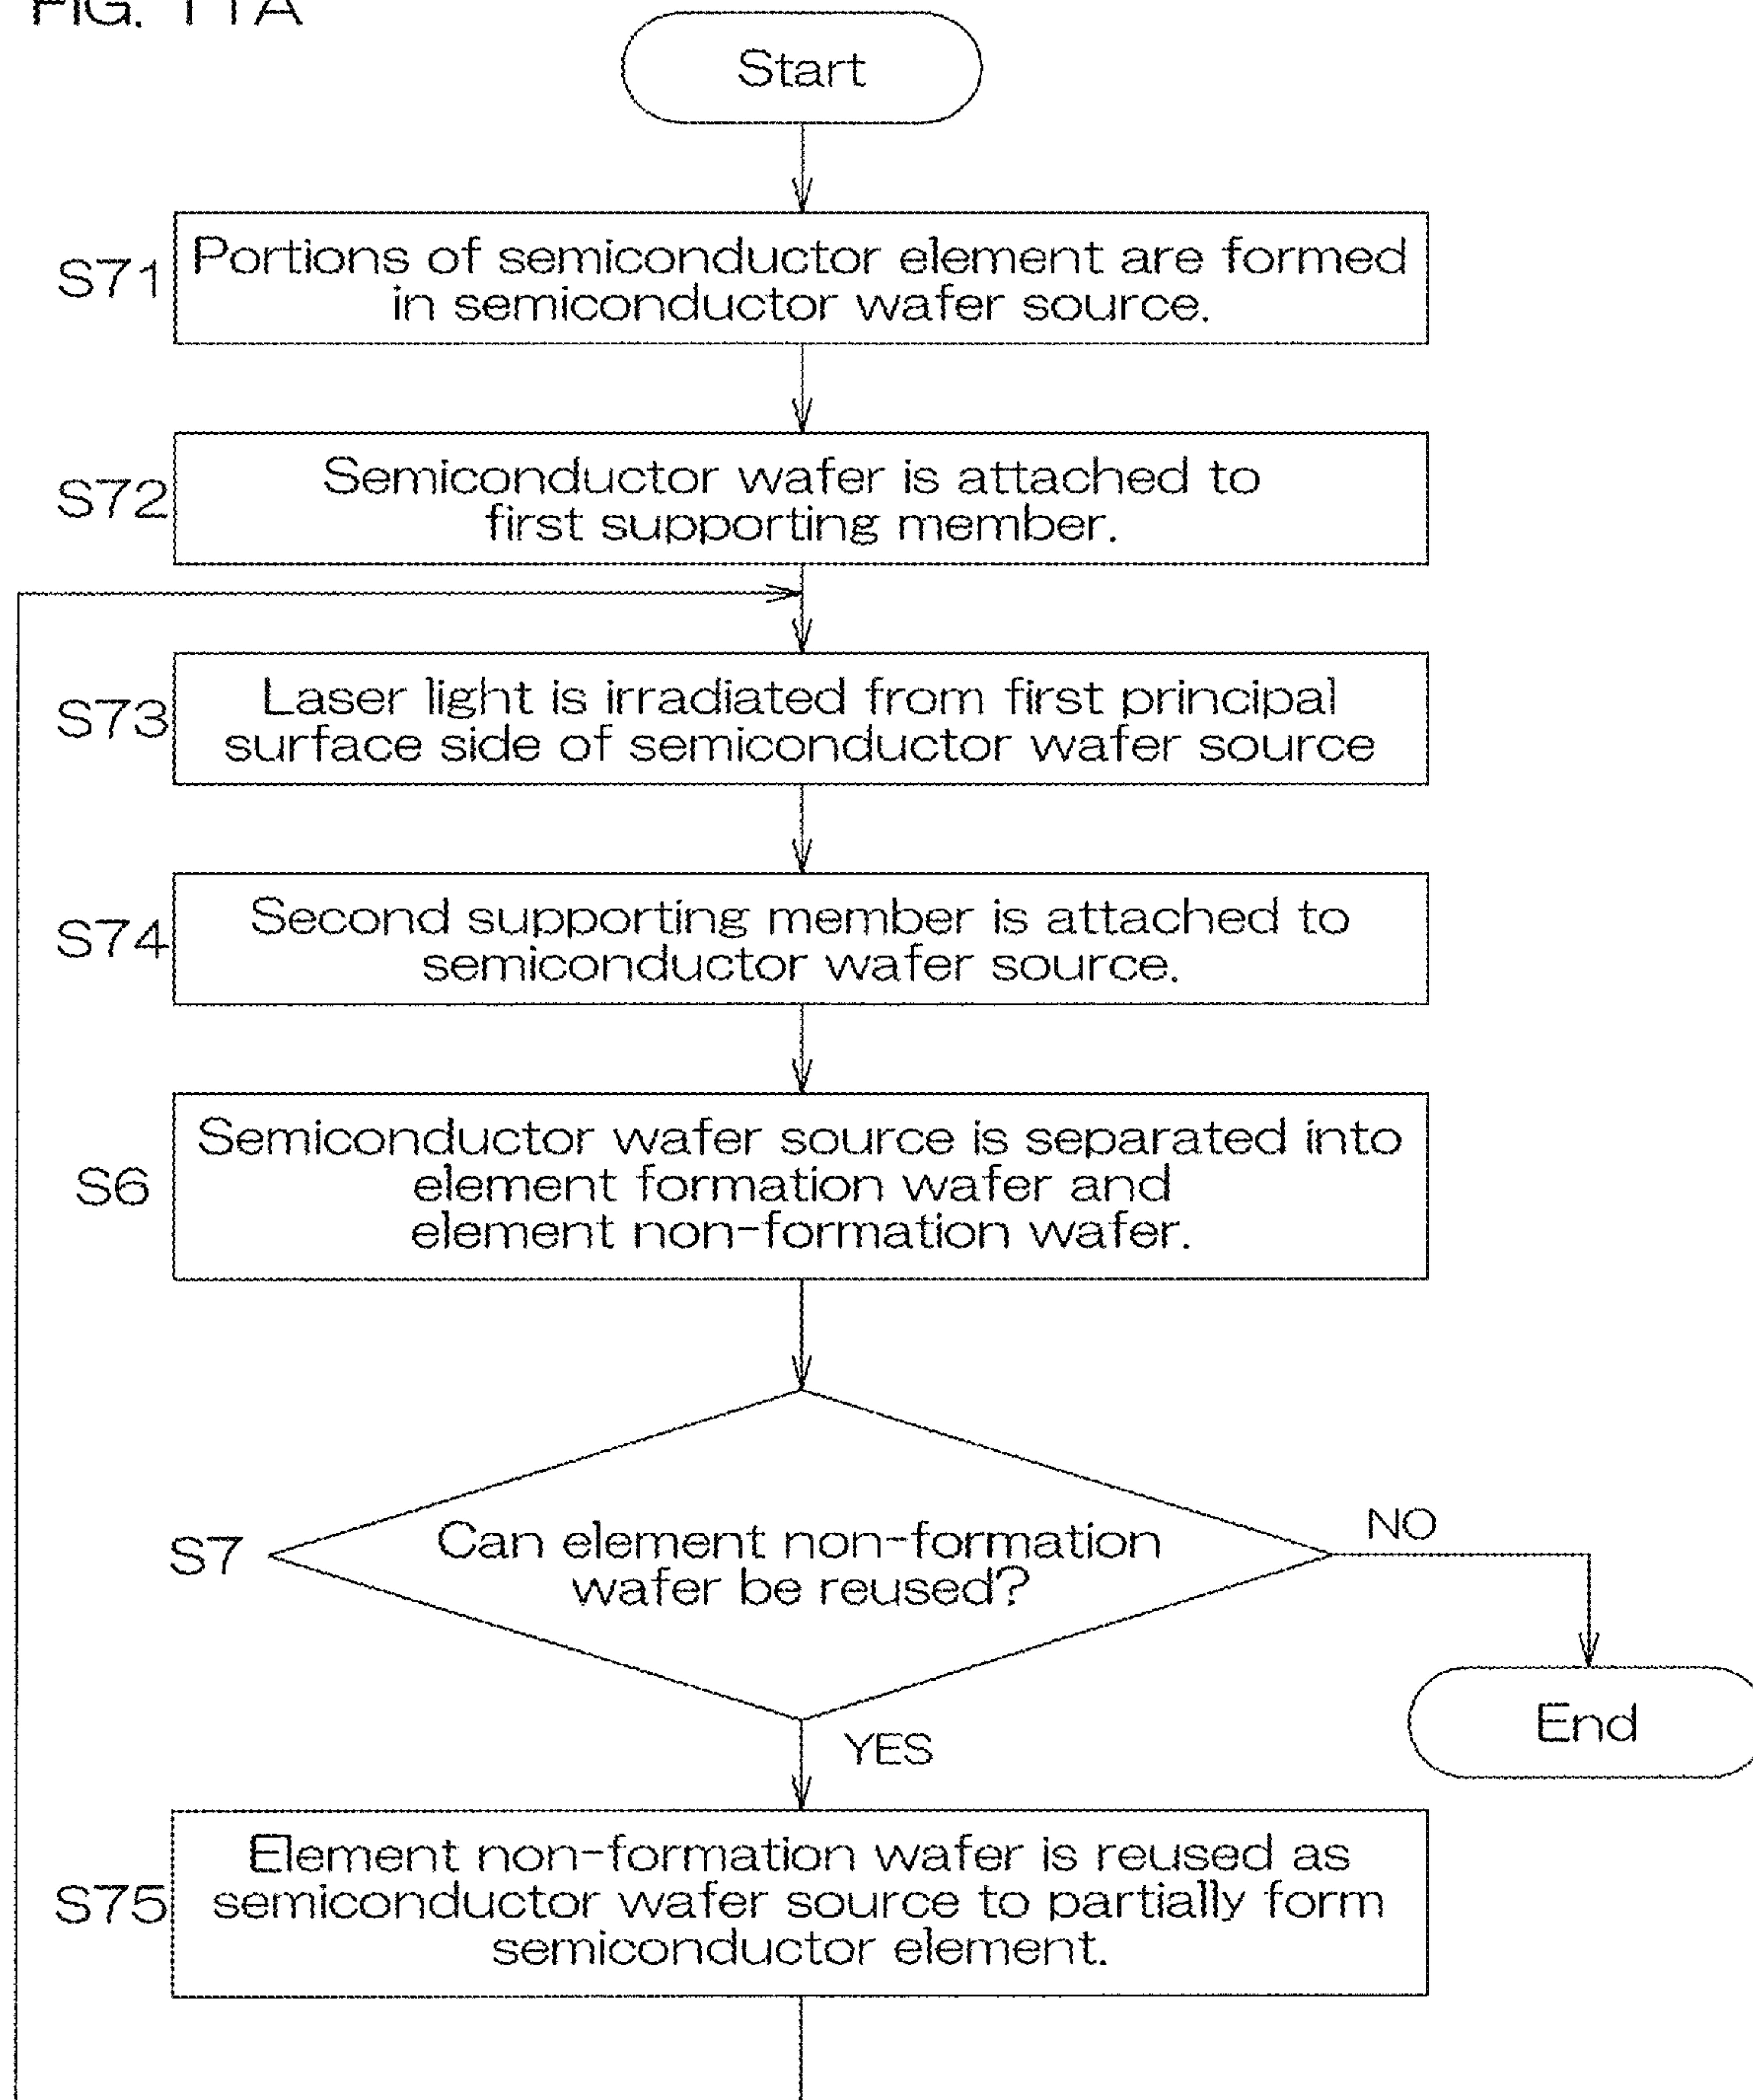 FIG. 11A
Start
S71
Portions of semiconductor element are formed
in semiconductor wafer source.
S72
Semiconductor wafer is attached to
first supporting member.
S73
Laser light is irradiated from first principal
surface side of semiconductor wafer source
S74
Second supporting member is attached to
semiconductor wafer source.
S6
Semiconductor wafer source is separated into
element formation wafer and
element non-formation wafer.
S7
Can element non-formation
wafer be reused?
NO
End
YES
S75
Element non-formation wafer is reused as
semiconductor wafer source to partially form
semiconductor element.